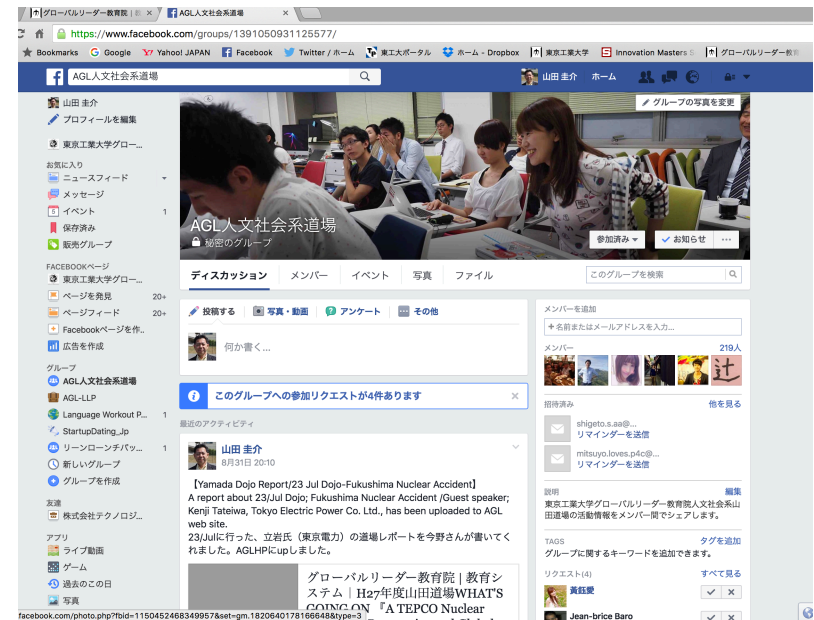 グローバルリーダー教育院 | 教
AGL人文社会系道場
https://www.facebook.com/groups/1391050931125577/
Bookmarks
Google
Yahoo! JAPAN
Facebook
Twitter / ホーム
東工大ポータル
ホーム - Dropbox
東京工業大学
Innovation Masters S
グローバルリーダー教育
AGL人文社会系道場
山田 圭介
ホーム
山田 圭介
プロフィールを編集
東京工業大学グロー...
お気に入り
ニュースフィード
メッセージ
イベント 1
保存済み
販売グループ
FACEBOOKページ
東京工業大学グロー...
ページを発見 20+
ページフィード 20+
Facebookページを作..
広告を作成
グループ
AGL人文社会系道場
AGL-LLP
Language Workout P... 1
StartupDating_Jp
リーンローンチパッ... 1
新しいグループ
グループを作成
友達
株式会社テクノロジ...
アプリ
ライブ動画
ゲーム
過去のこの日
写真
グループの写真を変更
AGL人文社会系道場
秘密のグループ
参加済み
お知らせ
ディスカッション
メンバー
イベント
写真
ファイル
このグループを検索
投稿する
写真・動画
アンケート
その他
何か書く...
このグループへの参加リクエストが4件あります
最近のアクティビティ
山田 圭介
8月31日 20:10
【Yamada Dojo Report/23 Jul Dojo-Fukushima Nuclear Accident】
A report about 23/Jul Dojo; Fukushima Nuclear Accident /Guest speaker;
Kenji Tateiwa, Tokyo Electric Power Co. Ltd., has been uploaded to AGL
web site.
23/Julに行った、立岩氏（東京電力）の道場レポートを今野さんが書いてく
れました。AGLHPにupしました。
グローバルリーダー教育院 | 教育シ
ステム | H27年度山田道場WHAT'S
GOING ON 『A TEPCO Nuclear
メンバーを追加
+ 名前またはメールアドレスを入力...
メンバー 219人
辻
招待済み 他を見る
shigeto.s.aa@...
リマインダーを送信
mitsuyo.loves.p4c@...
リマインダーを送信
説明 編集
東京工業大学グローバルリーダー教育院人文社会系山
田道場の活動情報をメンバー間でシェアします。
TAGS タグを追加
グループに関するキーワードを追加できます。
リクエスト(4) すべて見る
黃鈺愛
Jean-brice Baro
facebook.com/photo.php?fbid=1150452468349957&set=gm.1820640178166648&type=3